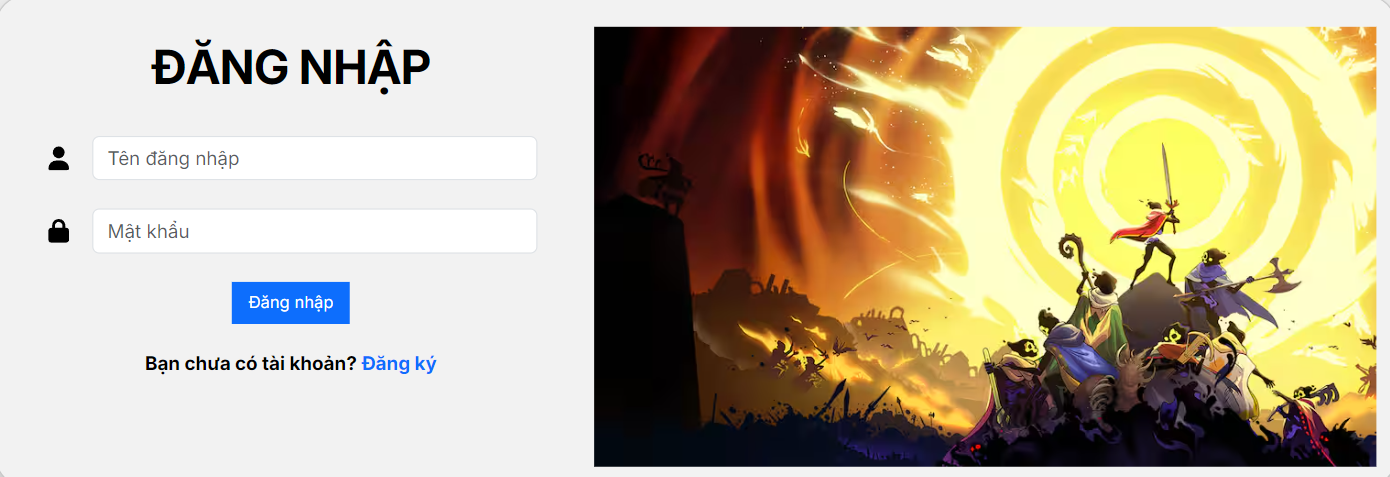 ĐĂNG NHẬP
Tên đăng nhập
Mật khẩu
Đăng nhập
Bạn chưa có tài khoản? Đăng ký